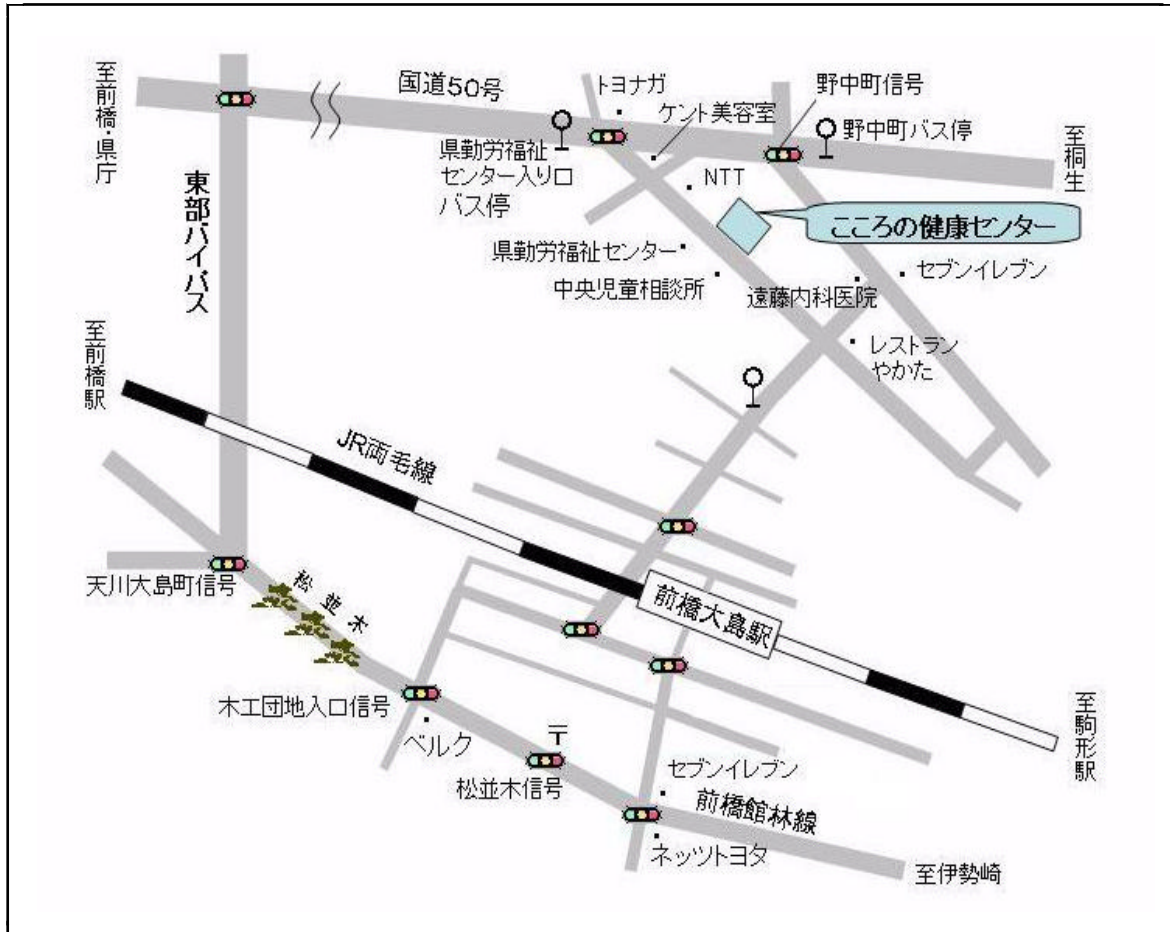 至前橋・県庁
国道50号
トヨナガ
ケント美容室
野中町信号
野中町バス停
至桐生
県勤労福祉
センター入り口
バス停
NTT
東部バイパス
こころの健康センター
県勤労福祉センター
中央児童相談所
遠藤内科医院
セブンイレブン
レストラン
やかた
至前橋駅
JR両毛線
前橋大島駅
天川大島町信号
松並木
木工団地入口信号
ベルク
〒
松並木信号
セブンイレブン
前橋館林線
ネッツトヨタ
至駒形駅
至伊勢崎